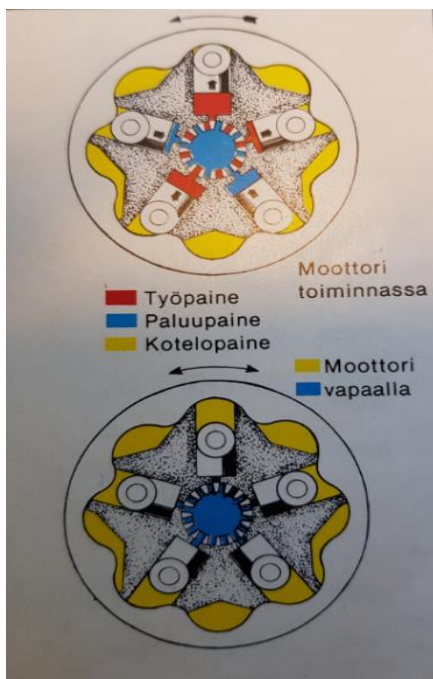 Moottori
toiminnassa
Työpaine
Paluupaine
Kotelopaine
Moottori
vapaalla